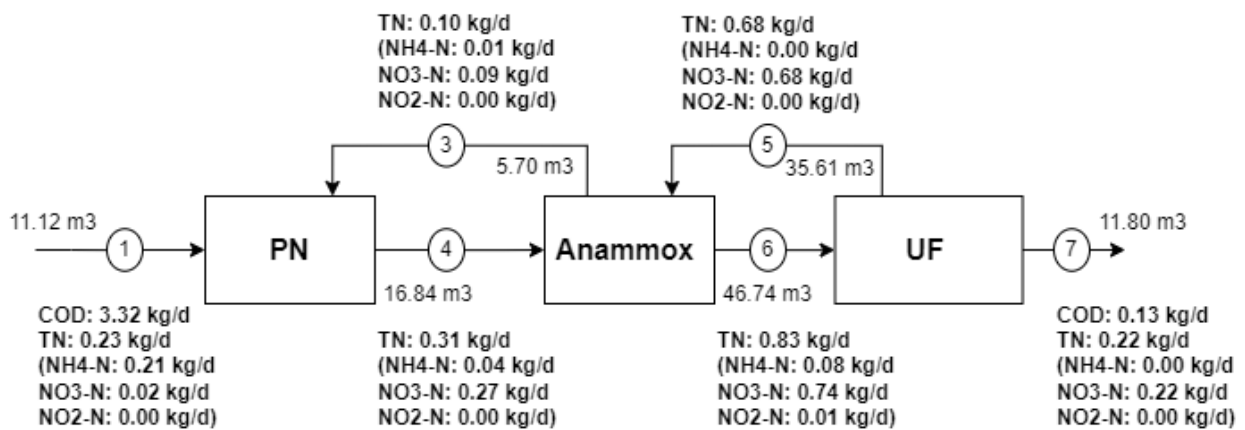 TN: 0.10 kg/d
(NH4-N: 0.01 kg/d
NO3-N: 0.09 kg/d
NO2-N: 0.00 kg/d)
TN: 0.68 kg/d
(NH4-N: 0.00 kg/d
NO3-N: 0.68 kg/d
NO2-N: 0.00 kg/d)
3
5.70 m3
5
35.61 m3
11.12 m3
1
PN
4
16.84 m3
Anammox
6
46.74 m3
UF
7
11.80 m3
COD: 3.32 kg/d
TN: 0.23 kg/d
(NH4-N: 0.21 kg/d
NO3-N: 0.02 kg/d
NO2-N: 0.00 kg/d)
TN: 0.31 kg/d
(NH4-N: 0.04 kg/d
NO3-N: 0.27 kg/d
NO2-N: 0.00 kg/d)
TN: 0.83 kg/d
(NH4-N: 0.08 kg/d
NO3-N: 0.74 kg/d
NO2-N: 0.01 kg/d)
COD: 0.13 kg/d
TN: 0.22 kg/d
(NH4-N: 0.00 kg/d
NO3-N: 0.22 kg/d
NO2-N: 0.00 kg/d)